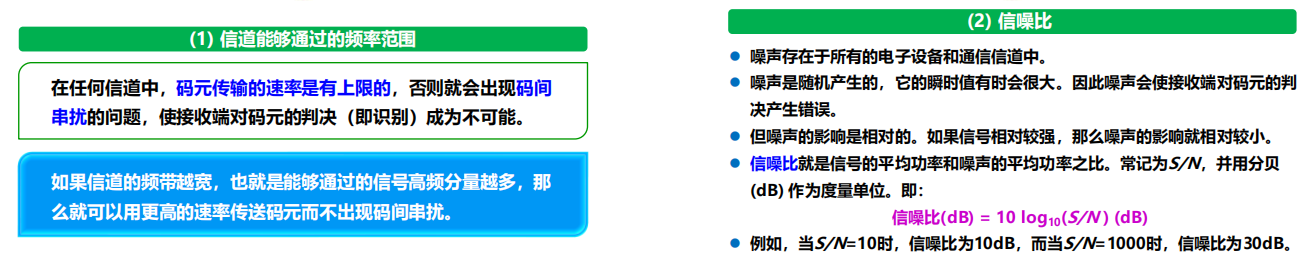 (1) 信道能够通过的频率范围
在任何信道中，码元传输的速率是有上限的，否则就会出现码间
串扰的问题，使接收端对码元的判决（即识别）成为不可能。
如果信道的频带越宽，也就是能够通过的信号高频分量越多，那
么就可以用更高的速率传送码元而不出现码间串扰。
(2) 信噪比
● 噪声存在于所有的电子设备和通信信道中。
● 噪声是随机产生的，它的瞬时值有时会很大。因此噪声会使接收端对码元的判
决产生错误。
● 但噪声的影响是相对的。如果信号相对较强，那么噪声的影响就相对较小。
● 信噪比就是信号的平均功率和噪声的平均功率之比。常记为S/N，并用分贝
(dB) 作为度量单位。即：
信噪比(dB) = 10 log₁₀(S/N ) (dB)
● 例如，当S/N=10时，信噪比为10dB，而当S/N=1000时，信噪比为30dB。